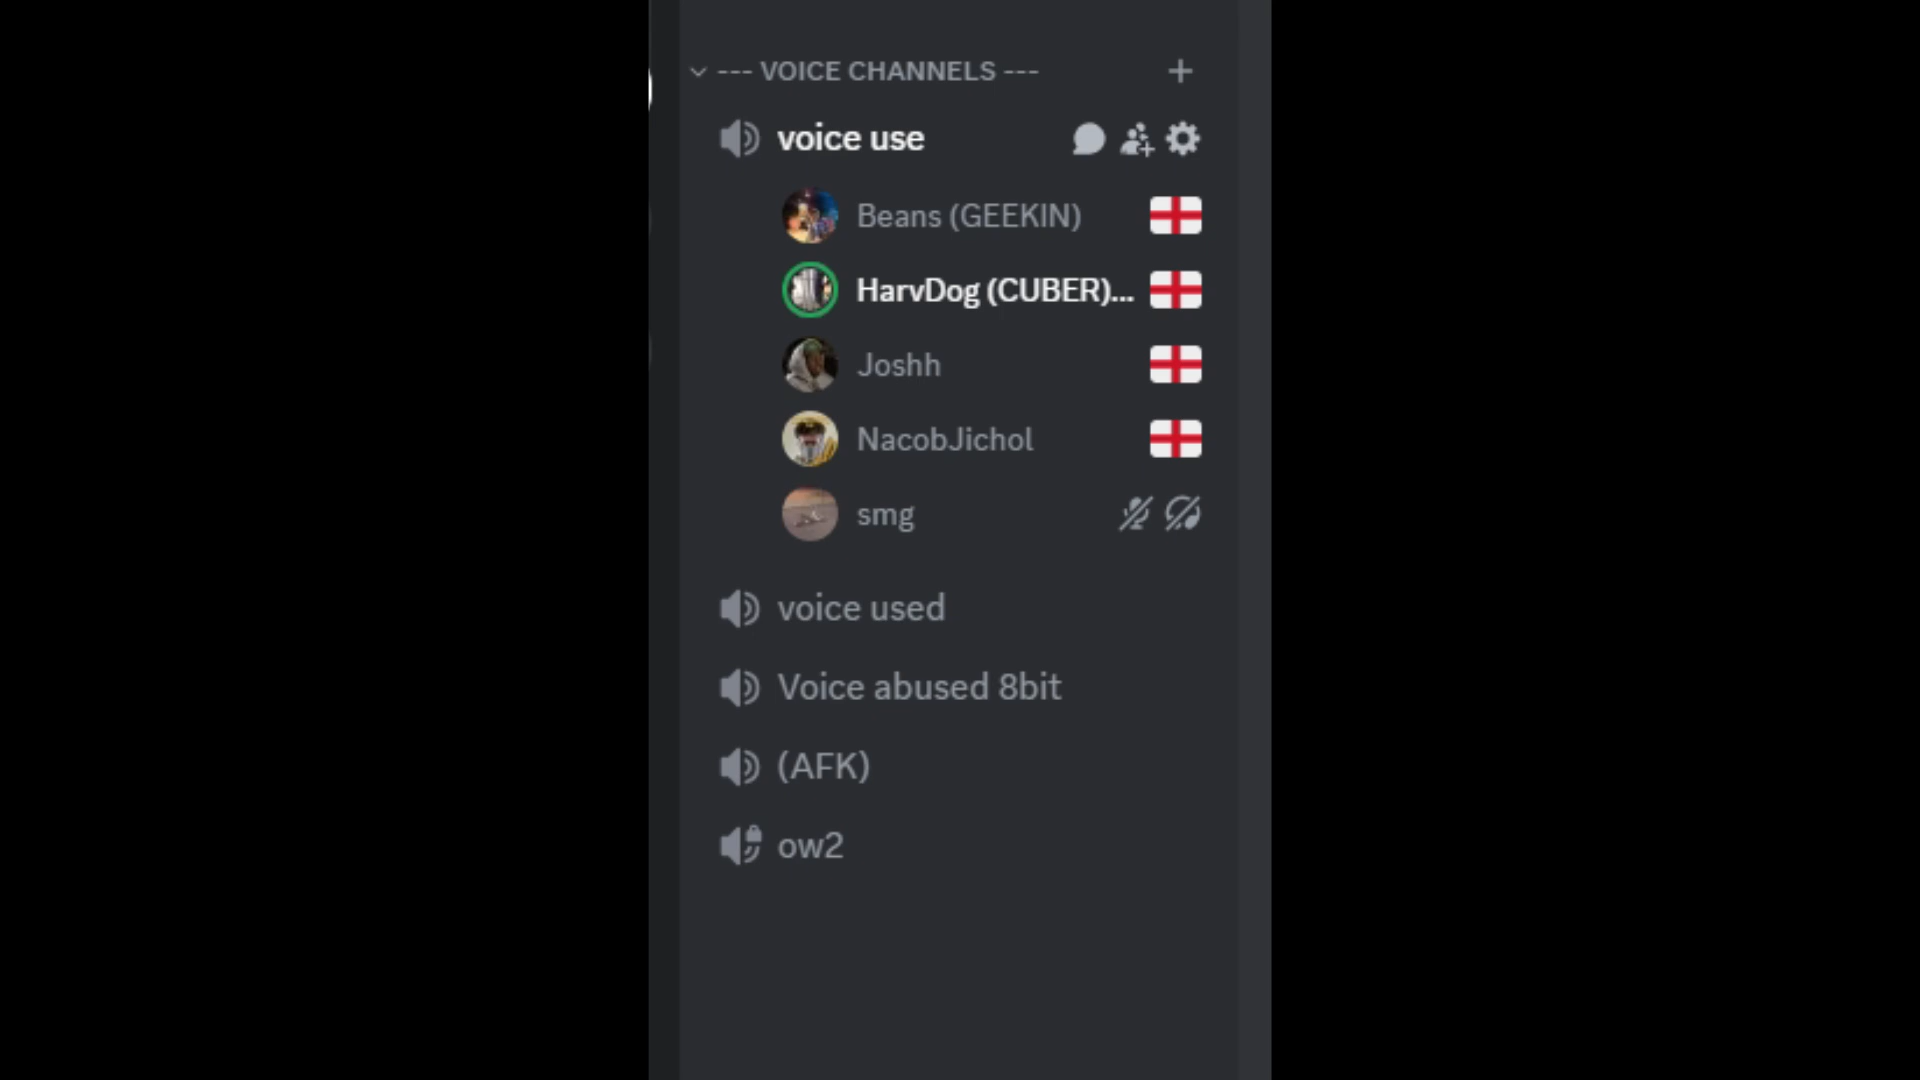 --- VOICE CHANNELS ---
voice use
Beans (GEEKIN)
HarvDog (CUBER)...
Joshh
NacobJichol
smg
voice used
Voice abused 8bit
(AFK)
ow2